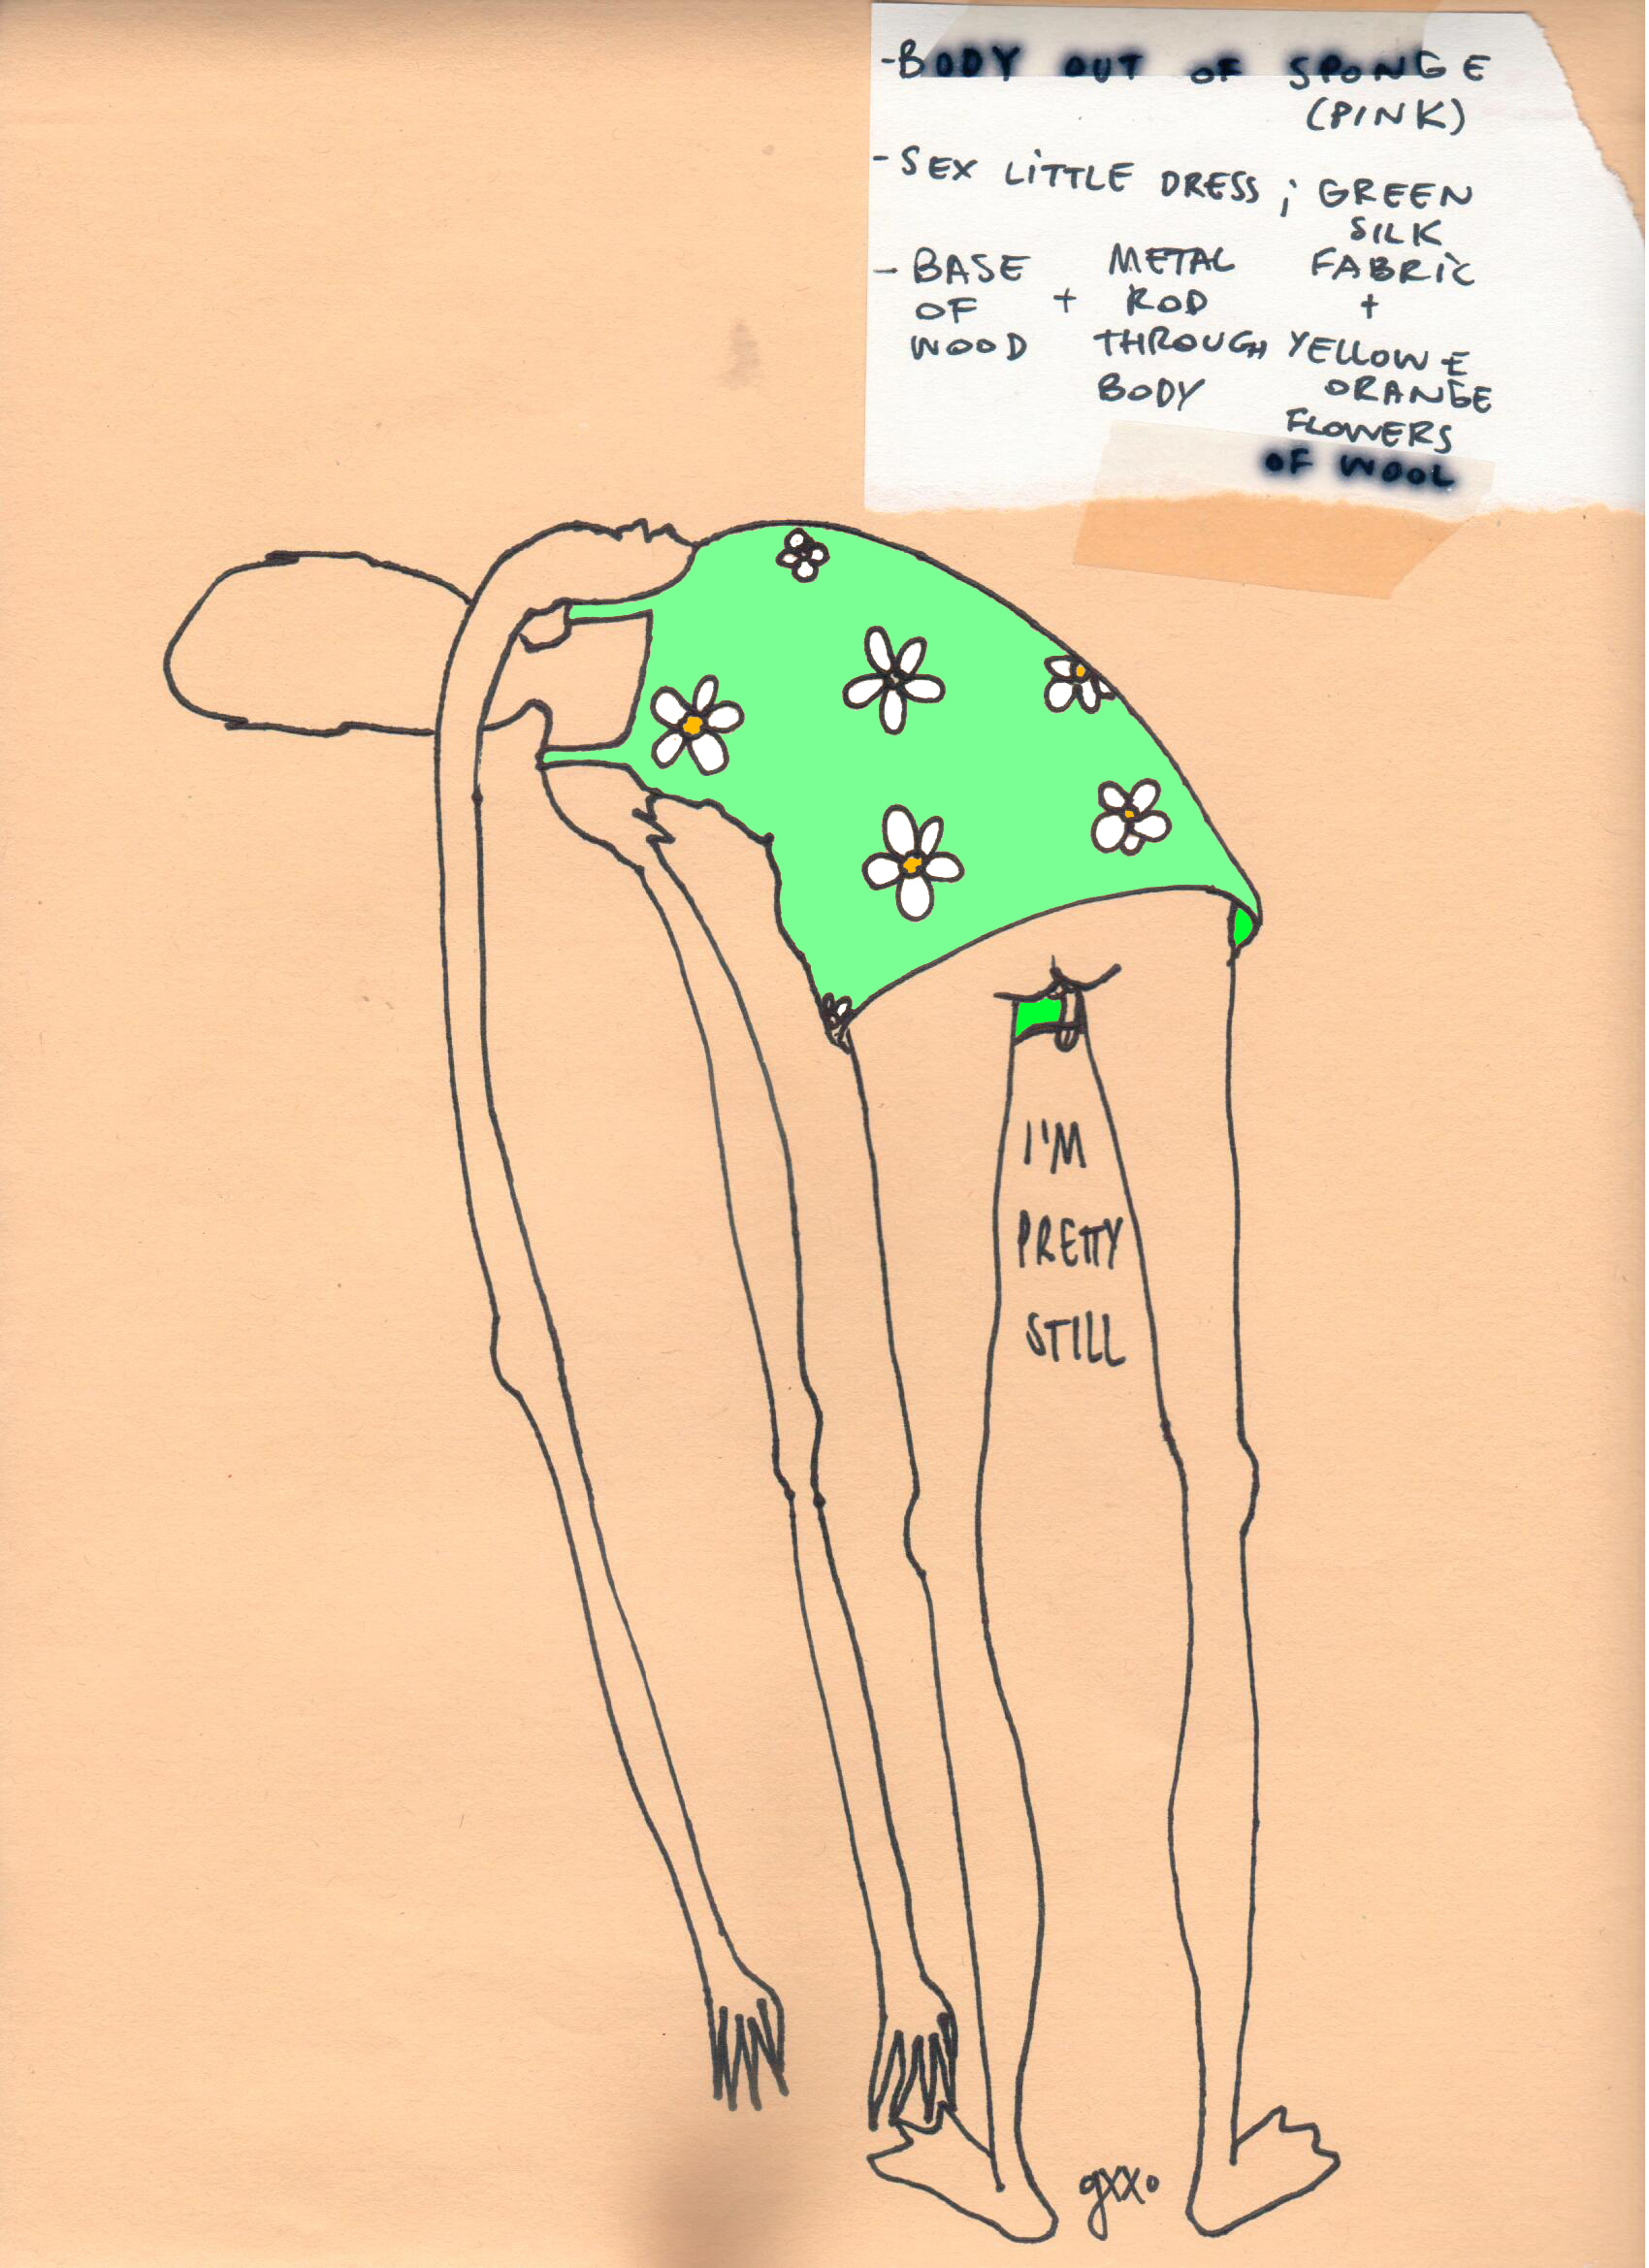 -BODY OUT OF SPONGE
(PINK)
-SEX LITTLE DRESS; GREEN
SILK
FABRIC
+
YELLOW E
ORANGE
FLOWERS
OF WOOL
-BASE
OF
WOOD
+
METAL
ROD
THROUGH
BODY
I'M
PRETTY
STILL
gxxo